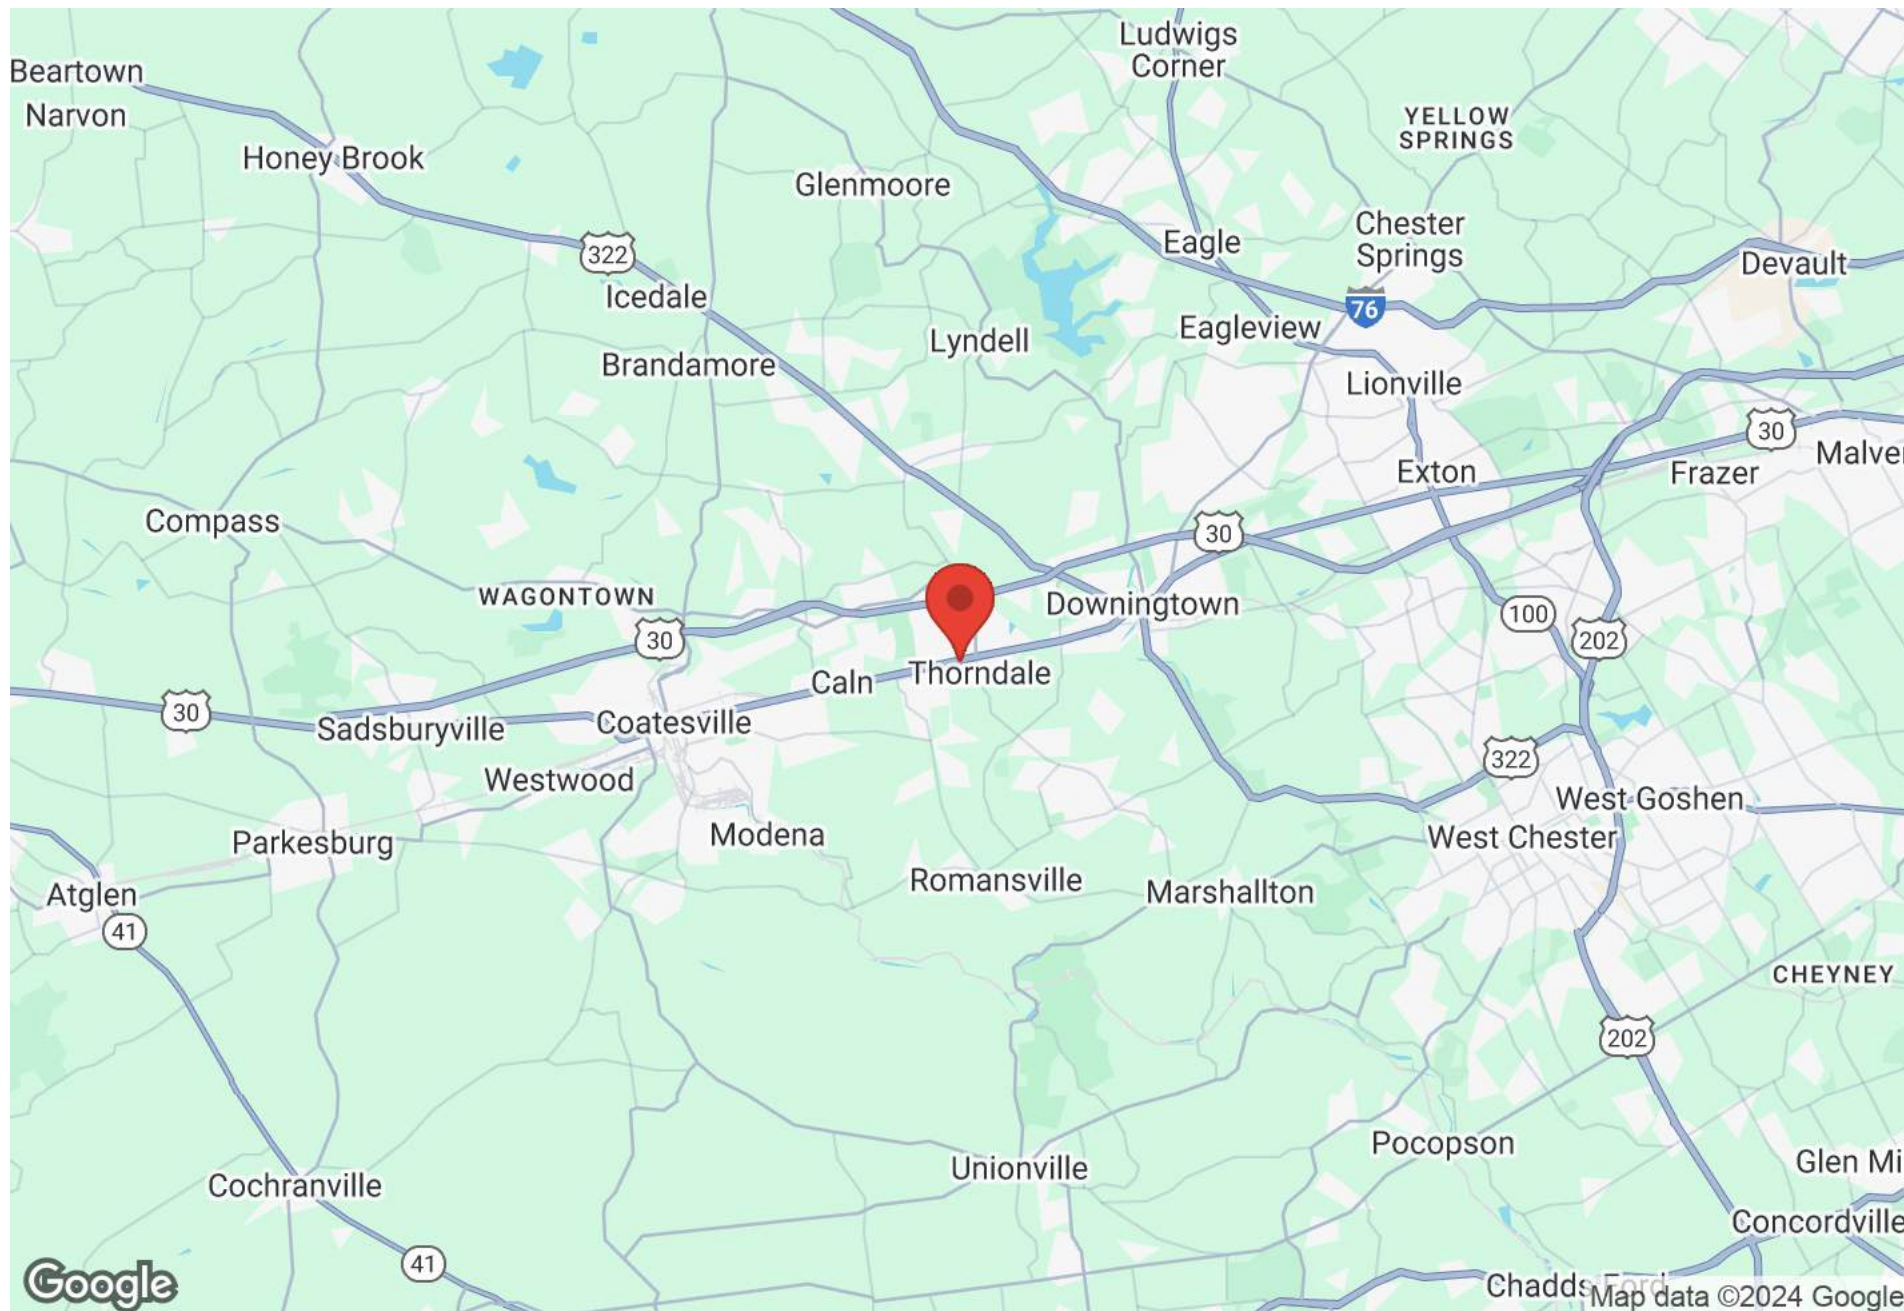 Ludwigs
Corner
Beartown
Narvon
YELLOW
SPRINGS
Honey Brook
Glenmoore
Chester
Springs
Eagle
322
Devault
Icedale
76
Eagleview
Lyndell
Brandamore
Lionville
30
Malver
Exton
Frazer
Compass
30
WAGONTOWN
Downingtown
100
30
202
Thorndale
Caln
30
Coatesville
Sadsburyville
322
Westwood
West Goshen
Modena
West Chester
Parkesburg
Romansville
Marshallton
Atglen
41
CHEYNEY
202
Pocopson
Glen Mi
Unionville
Cochranville
Concordville
41
Google
Chadds Ford
Map data ©2024 Google